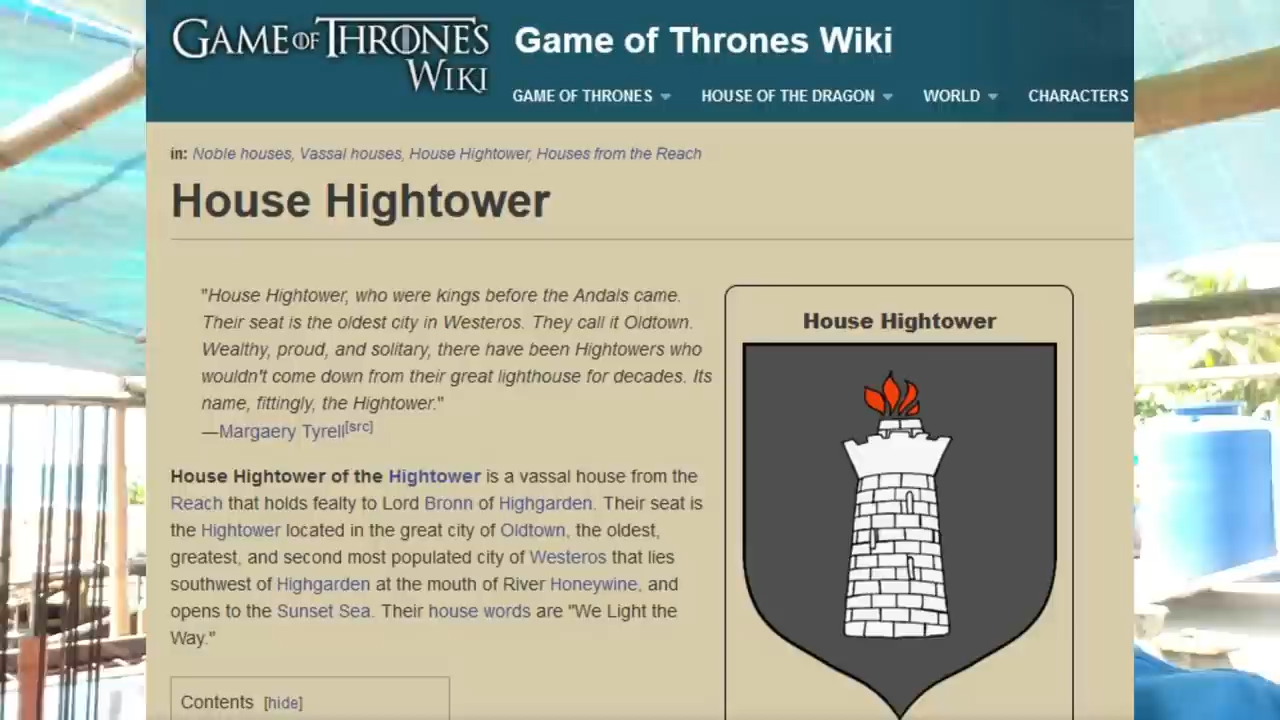 GAME OF THRONES
WIKI
Game of Thrones Wiki
GAME OF THRONES HOUSE OF THE DRAGON WORLD CHARACTERS
in: Noble houses, Vassal houses, House Hightower, Houses from the Reach
House Hightower
"House Hightower, who were kings before the Andals came.
Their seat is the oldest city in Westeros. They call it Oldtown.
Wealthy, proud, and solitary, there have been Hightowers who
wouldn't come down from their great lighthouse for decades. Its
name, fittingly, the Hightower."
—Margaery Tyrell[src]
House Hightower
House Hightower of the Hightower is a vassal house from the
Reach that holds fealty to Lord Bronn of Highgarden. Their seat is
the Hightower located in the great city of Oldtown, the oldest,
greatest, and second most populated city of Westeros that lies
southwest of Highgarden at the mouth of River Honeywine, and
opens to the Sunset Sea. Their house words are "We Light the
Way."
Contents [hide]